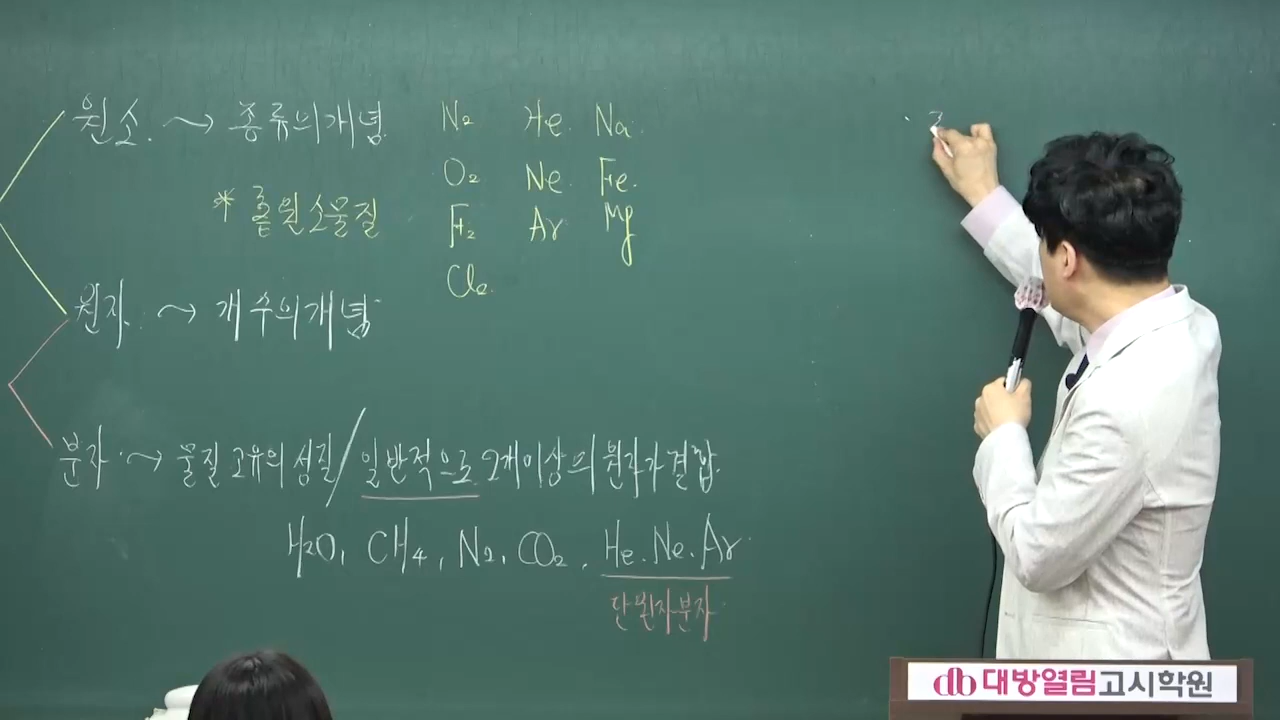 원소. ~> 종류의개념 N₂ He. Na.
O₂ Ne. Fe.
* 홑원소물질 F₂ Ar Mg
Cl₂.
원자. ~> 개수의개념
분자 ~> 물질고유의성질 / 일반적으로 2개이상의원자가결합.
H₂O, CH₄, N₂, CO₂, He. Ne. Ar
단원자분자
db 대방열림고시학원